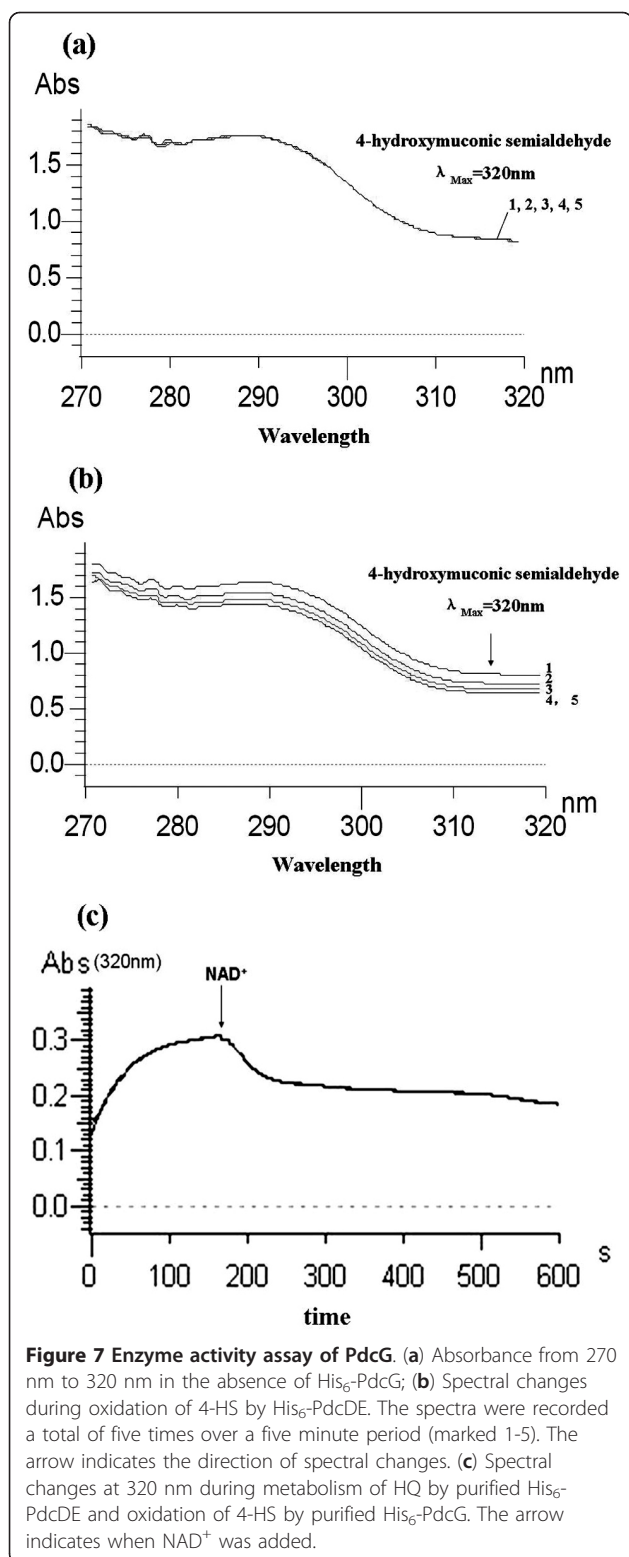 (a)
Abs
4-hydroxymuconic semialdehyde
λ Max=320nm
1, 2, 3, 4, 5
1.5
1.0
0.5
0.0
270 280 290 300 310 320
nm
Wavelength
(b)
Abs
4-hydroxymuconic semialdehyde
λ Max=320nm
1
2
3
4, 5
1.5
1.0
0.5
0.0
270 280 290 300 310 320
nm
Wavelength
(c)
Abs (320nm)
NAD⁺
0.3
0.2
0.1
0.0
0 100 200 300 400 500 600
s
time
Figure 7 Enzyme activity assay of PdcG. (a) Absorbance from 270
nm to 320 nm in the absence of His₆-PdcG; (b) Spectral changes
during oxidation of 4-HS by His₆-PdcDE. The spectra were recorded
a total of five times over a five minute period (marked 1-5). The
arrow indicates the direction of spectral changes. (c) Spectral
changes at 320 nm during metabolism of HQ by purified His₆-
PdcDE and oxidation of 4-HS by purified His₆-PdcG. The arrow
indicates when NAD⁺ was added.